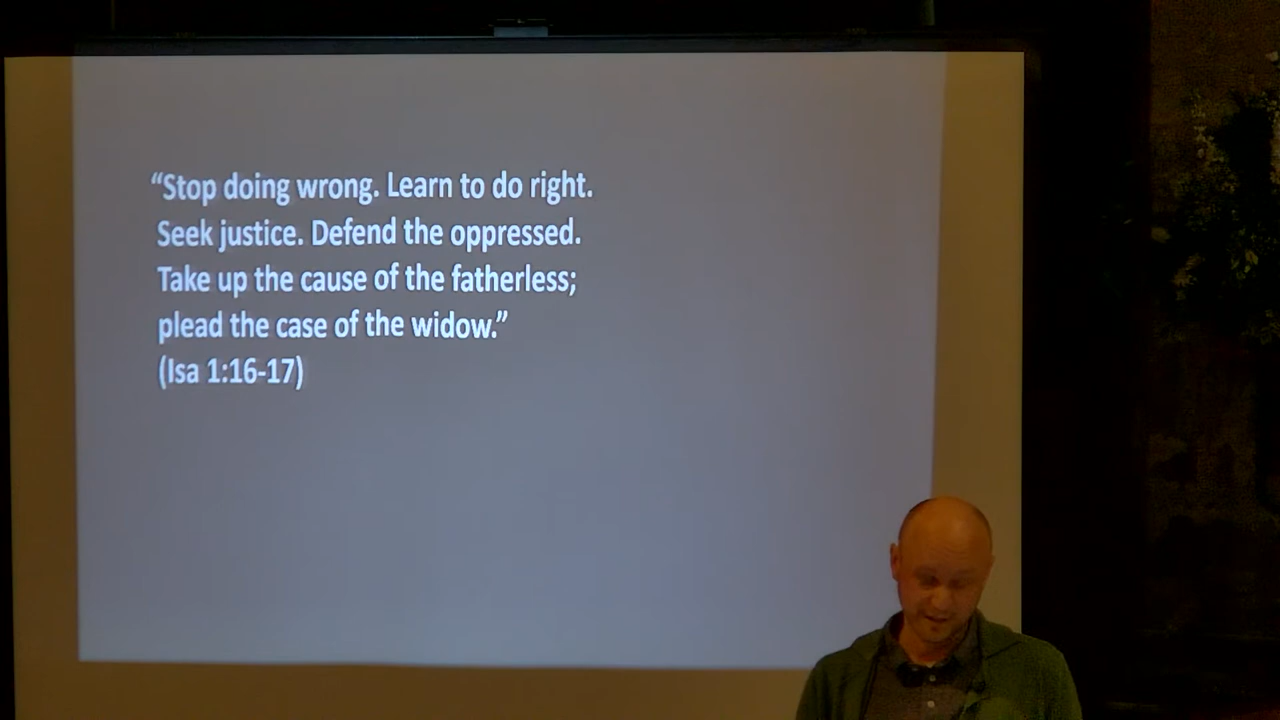 “Stop doing wrong. Learn to do right.
Seek justice. Defend the oppressed.
Take up the cause of the fatherless;
plead the case of the widow.”
(Isa 1:16-17)